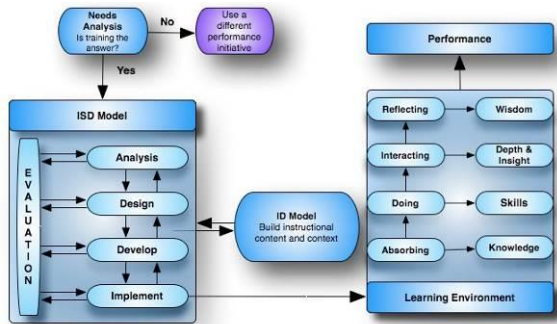 Needs
Analysis
Is training the
answer?
No
Use a
different
performance
initiative
Yes
ISD Model
EVALUATION
Analysis
Design
Develop
Implement
ID Model
Build instructional
content and context
Performance
Reflecting
Wisdom
Interacting
Depth &
Insight
Doing
Skills
Absorbing
Knowledge
Learning Environment